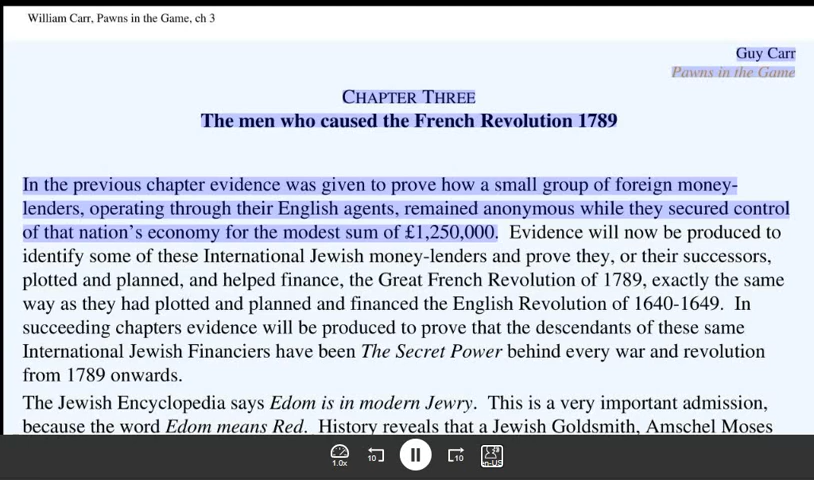 William Carr, Pawns in the Game, ch 3
Guy Carr
Pawns in the Game
CHAPTER THREE
The men who caused the French Revolution 1789
In the previous chapter evidence was given to prove how a small group of foreign money-
lenders, operating through their English agents, remained anonymous while they secured control
of that nation's economy for the modest sum of £1,250,000. Evidence will now be produced to
identify some of these International Jewish money-lenders and prove they, or their successors,
plotted and planned, and helped finance, the Great French Revolution of 1789, exactly the same
way as they had plotted and planned and financed the English Revolution of 1640-1649. In
succeeding chapters evidence will be produced to prove that the descendants of these same
International Jewish Financiers have been The Secret Power behind every war and revolution
from 1789 onwards.
The Jewish Encyclopedia says Edom is in modern Jewry. This is a very important admission,
because the word Edom means Red. History reveals that a Jewish Goldsmith, Amschel Moses
1.0x
10
10
en-US